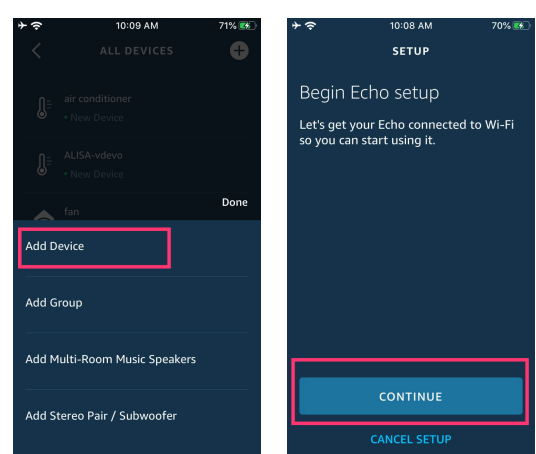 10:09 AM
71%
ALL DEVICES
air conditioner
• New Device
ALISA-vdevo
• New Device
fan
Done
Add Device
Add Group
Add Multi-Room Music Speakers
Add Stereo Pair / Subwoofer
10:08 AM
70%
SETUP
Begin Echo setup
Let's get your Echo connected to Wi-Fi
so you can start using it.
CONTINUE
CANCEL SETUP